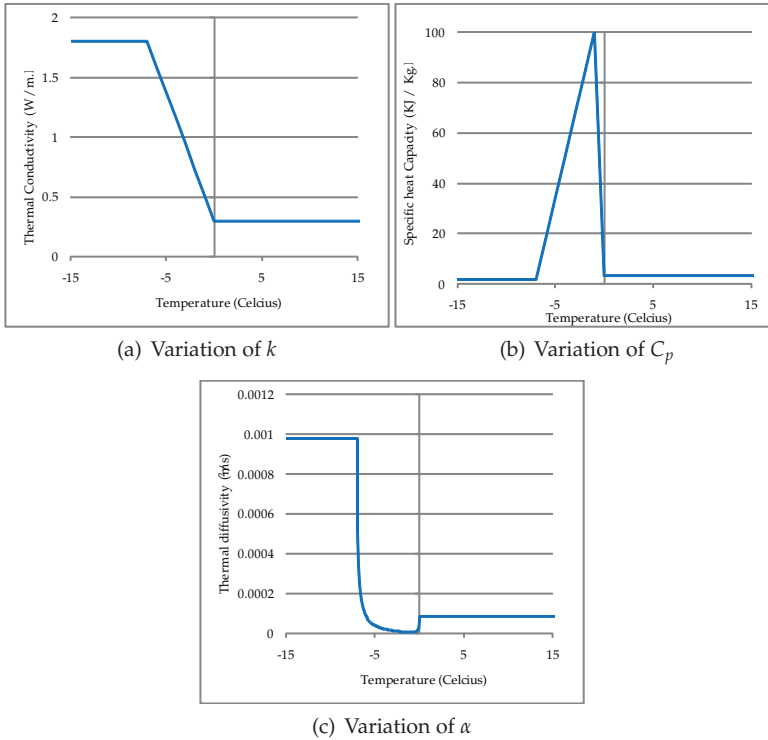 Thermal Conductivity (W / m.]
2
1.5
1
0.5
0
-15 -5 5 15
Temperature (Celcius)
(a) Variation of k
Specific heat Capacity (KJ / Kg.]
100
80
60
40
20
0
-15 -5 5 15
Temperature (Celcius)
(b) Variation of Cp
Thermal diffusivity
0.0012
0.001
0.0008
0.0006
0.0004
0.0002
0
-15 -5 5 15
Temperature (Celcius)
(c) Variation of α